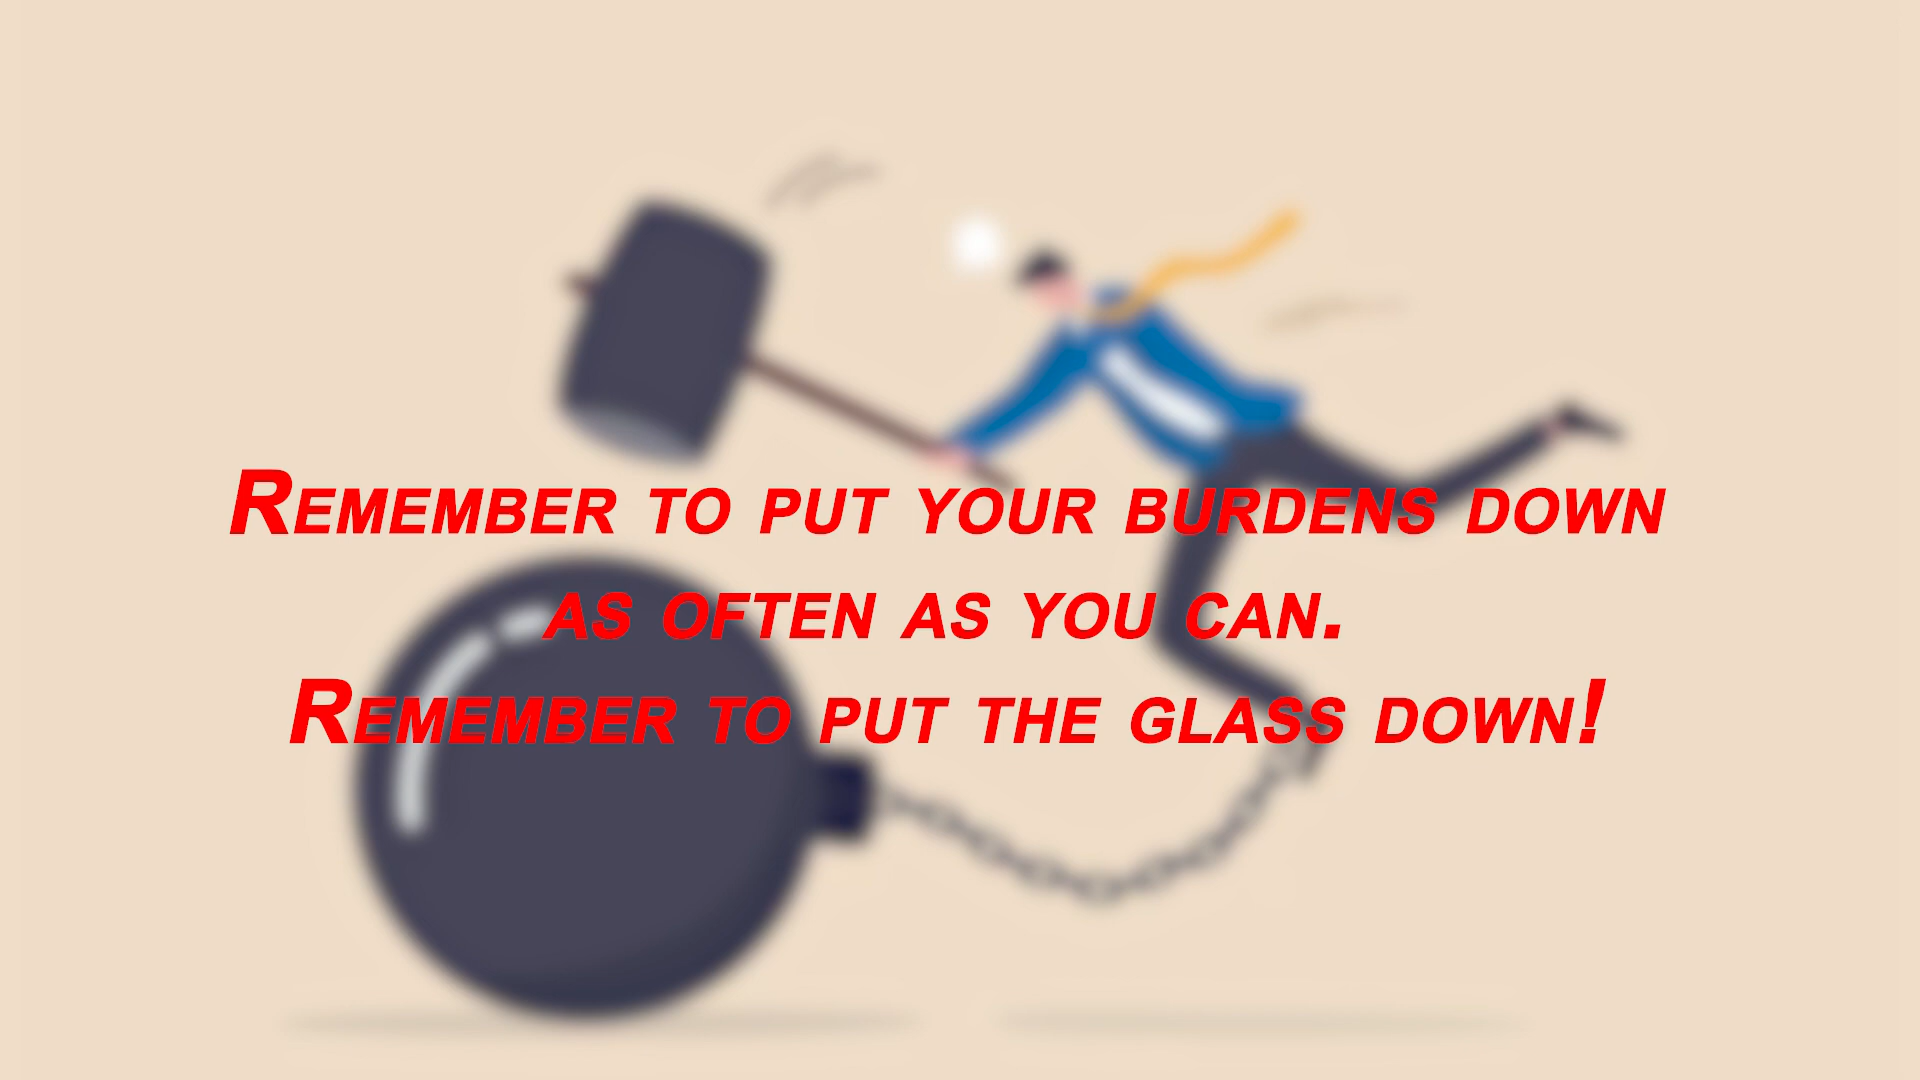 Remember to put your burdens down
as often as you can.
Remember to put the glass down!